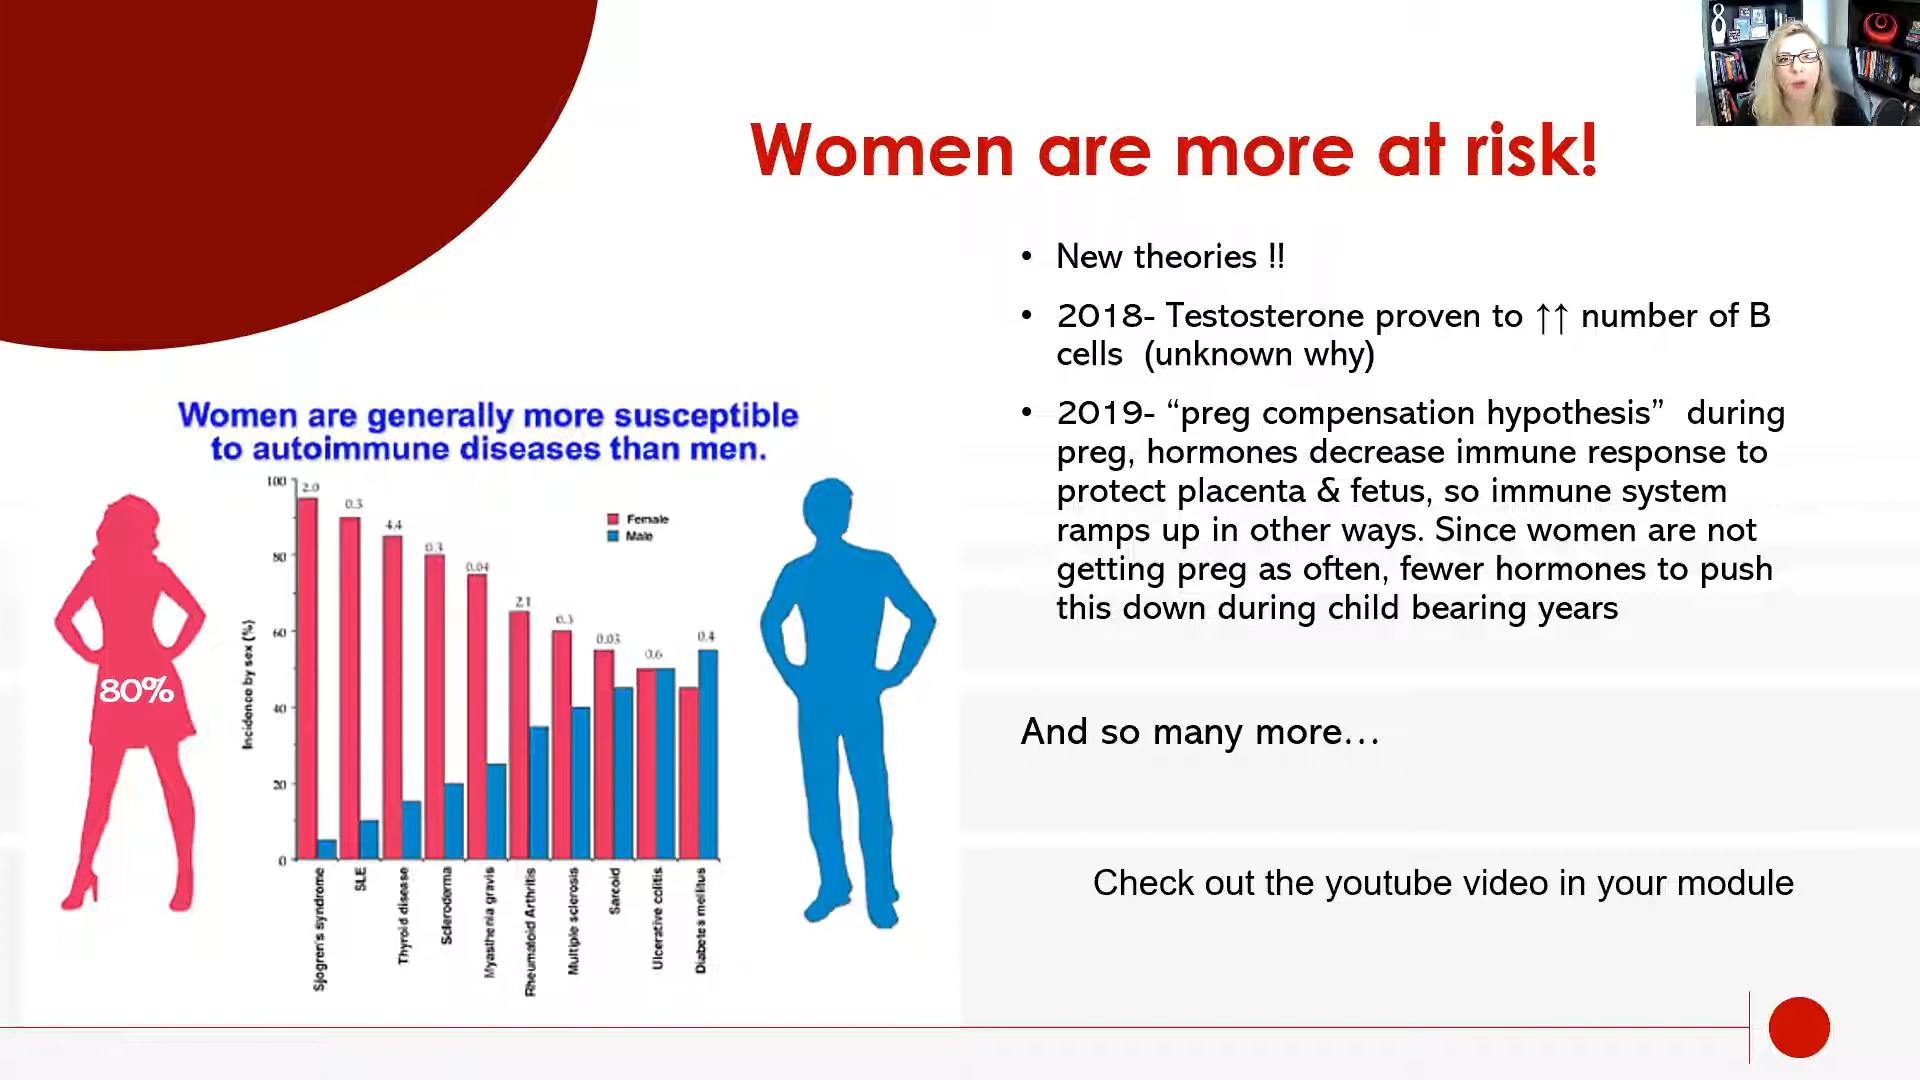 Women are more at risk!
• New theories !!
• 2018- Testosterone proven to ↑↑ number of B
cells (unknown why)
• 2019- “preg compensation hypothesis” during
preg, hormones decrease immune response to
protect placenta & fetus, so immune system
ramps up in other ways. Since women are not
getting preg as often, fewer hormones to push
this down during child bearing years
And so many more...
Check out the youtube video in your module
Women are generally more susceptible
to autoimmune diseases than men.
80%
Incidence by sex (%)
100
80
60
40
20
0
Female
Male
2.0
0.3
4.4
0.3
0.04
2.1
0.3
0.03
0.6
0.4
Sjogren's syndrome
SLE
Thyroid disease
Scleroderma
Myasthenia gravis
Rheumatoid Arthritis
Multiple sclerosis
Sarcoid
Ulcerative colitis
Diabetes mellitus